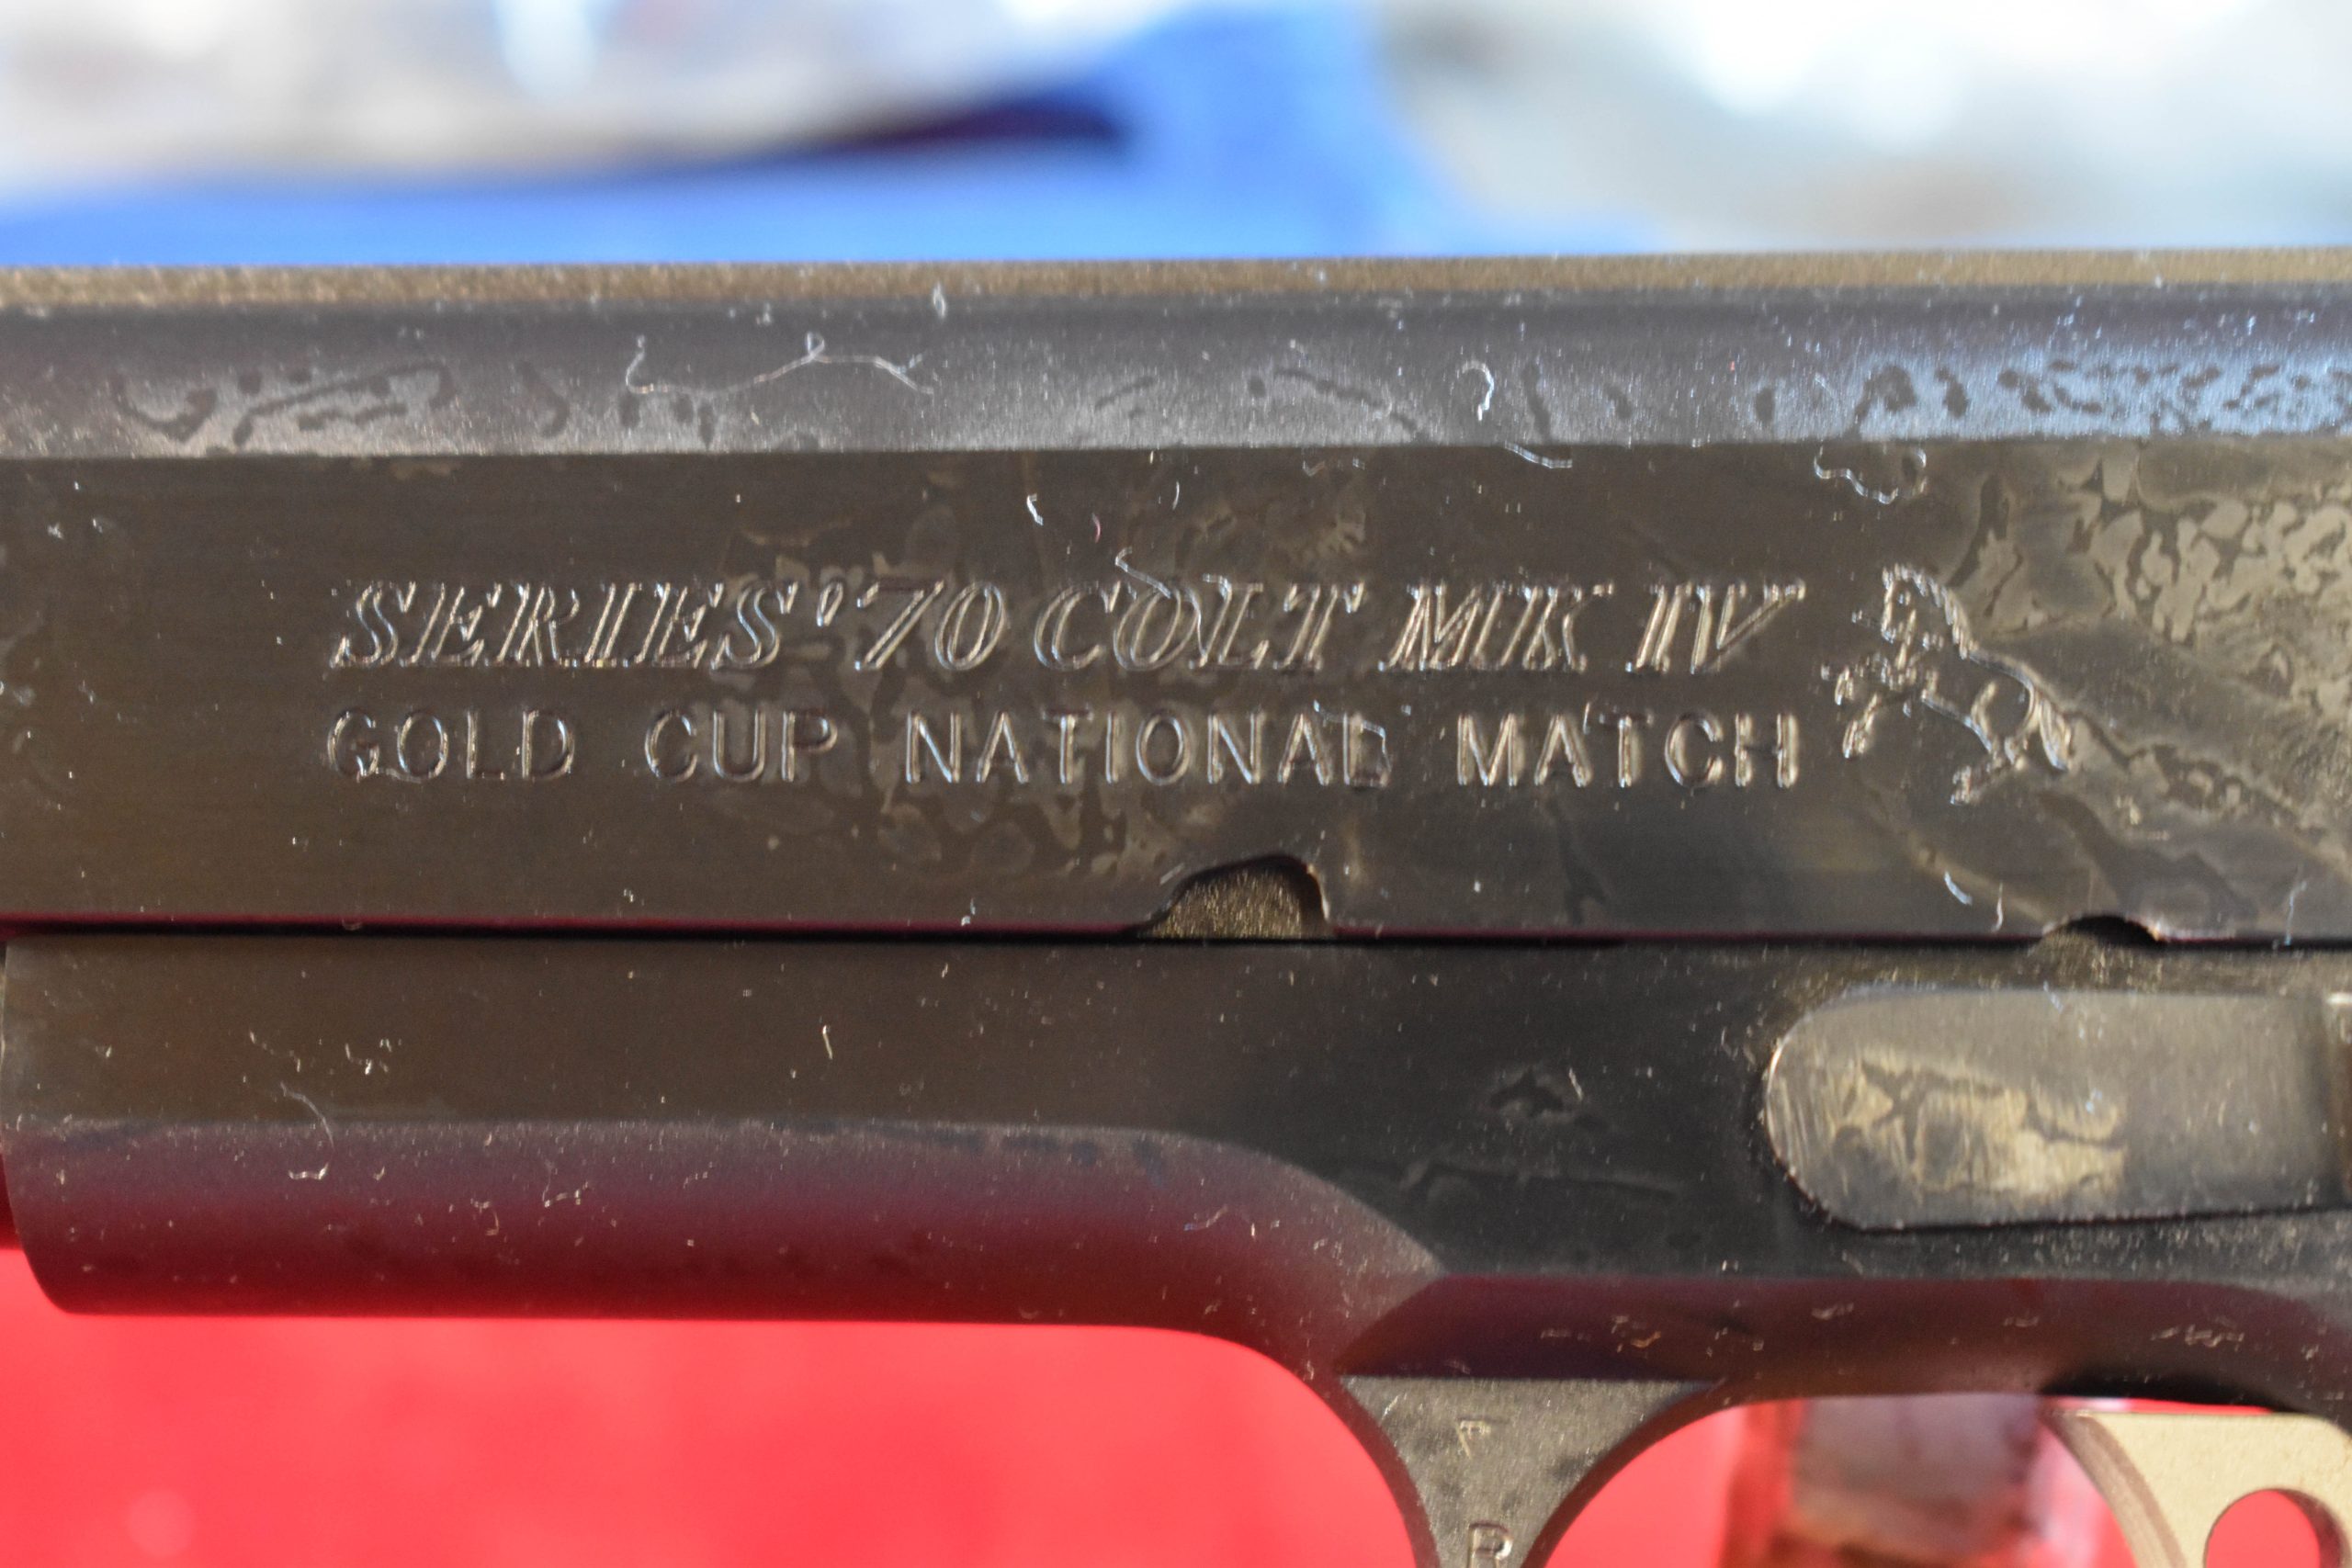 SERIES'70 COLT MK IV
GOLD CUP NATIONAL MATCH
F
R